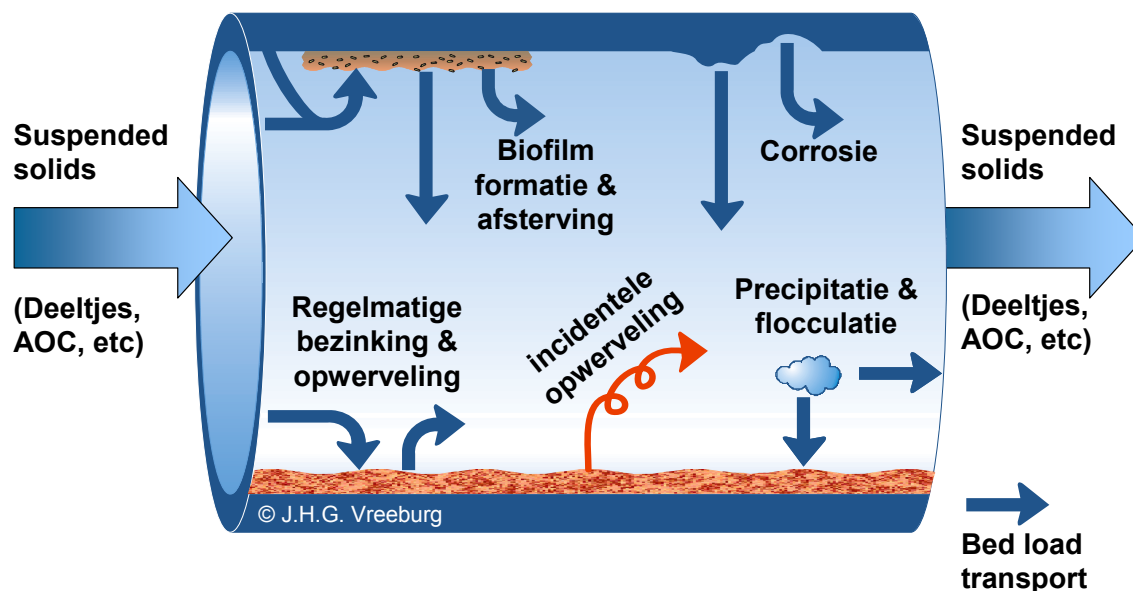 Suspended
solids
(Deeltjes,
AOC, etc)
Biofilm
formatie &
afsterving
Corrosie
Regelmatige
bezinking &
opwerveling
incidentele
opwerveling
Precipitatie &
flocculatie
Suspended
solids
(Deeltjes,
AOC, etc)
© J.H.G. Vreeburg
Bed load
transport